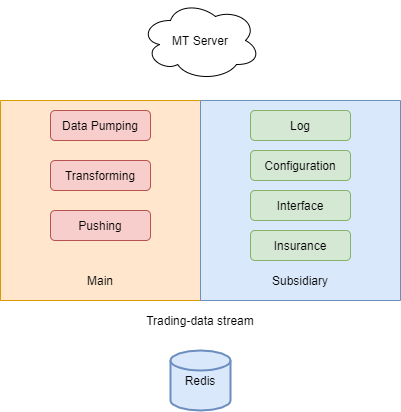 MT Server
Data Pumping
Transforming
Pushing
Main
Log
Configuration
Interface
Insurance
Subsidiary
Trading-data stream
Redis